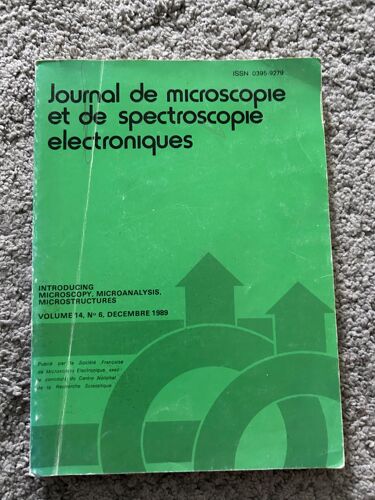 ISSN 0395-9279
Journal de microscopie
et de spectroscopie
electroniques
INTRODUCING
MICROSCOPY, MICROANALYSIS,
MICROSTRUCTURES
VOLUME 14, No 6, DECEMBRE 1989
Publié par la Société Française
de Microscopie Electronique, avec
le concours du Centre National
de la Recherche Scientifique